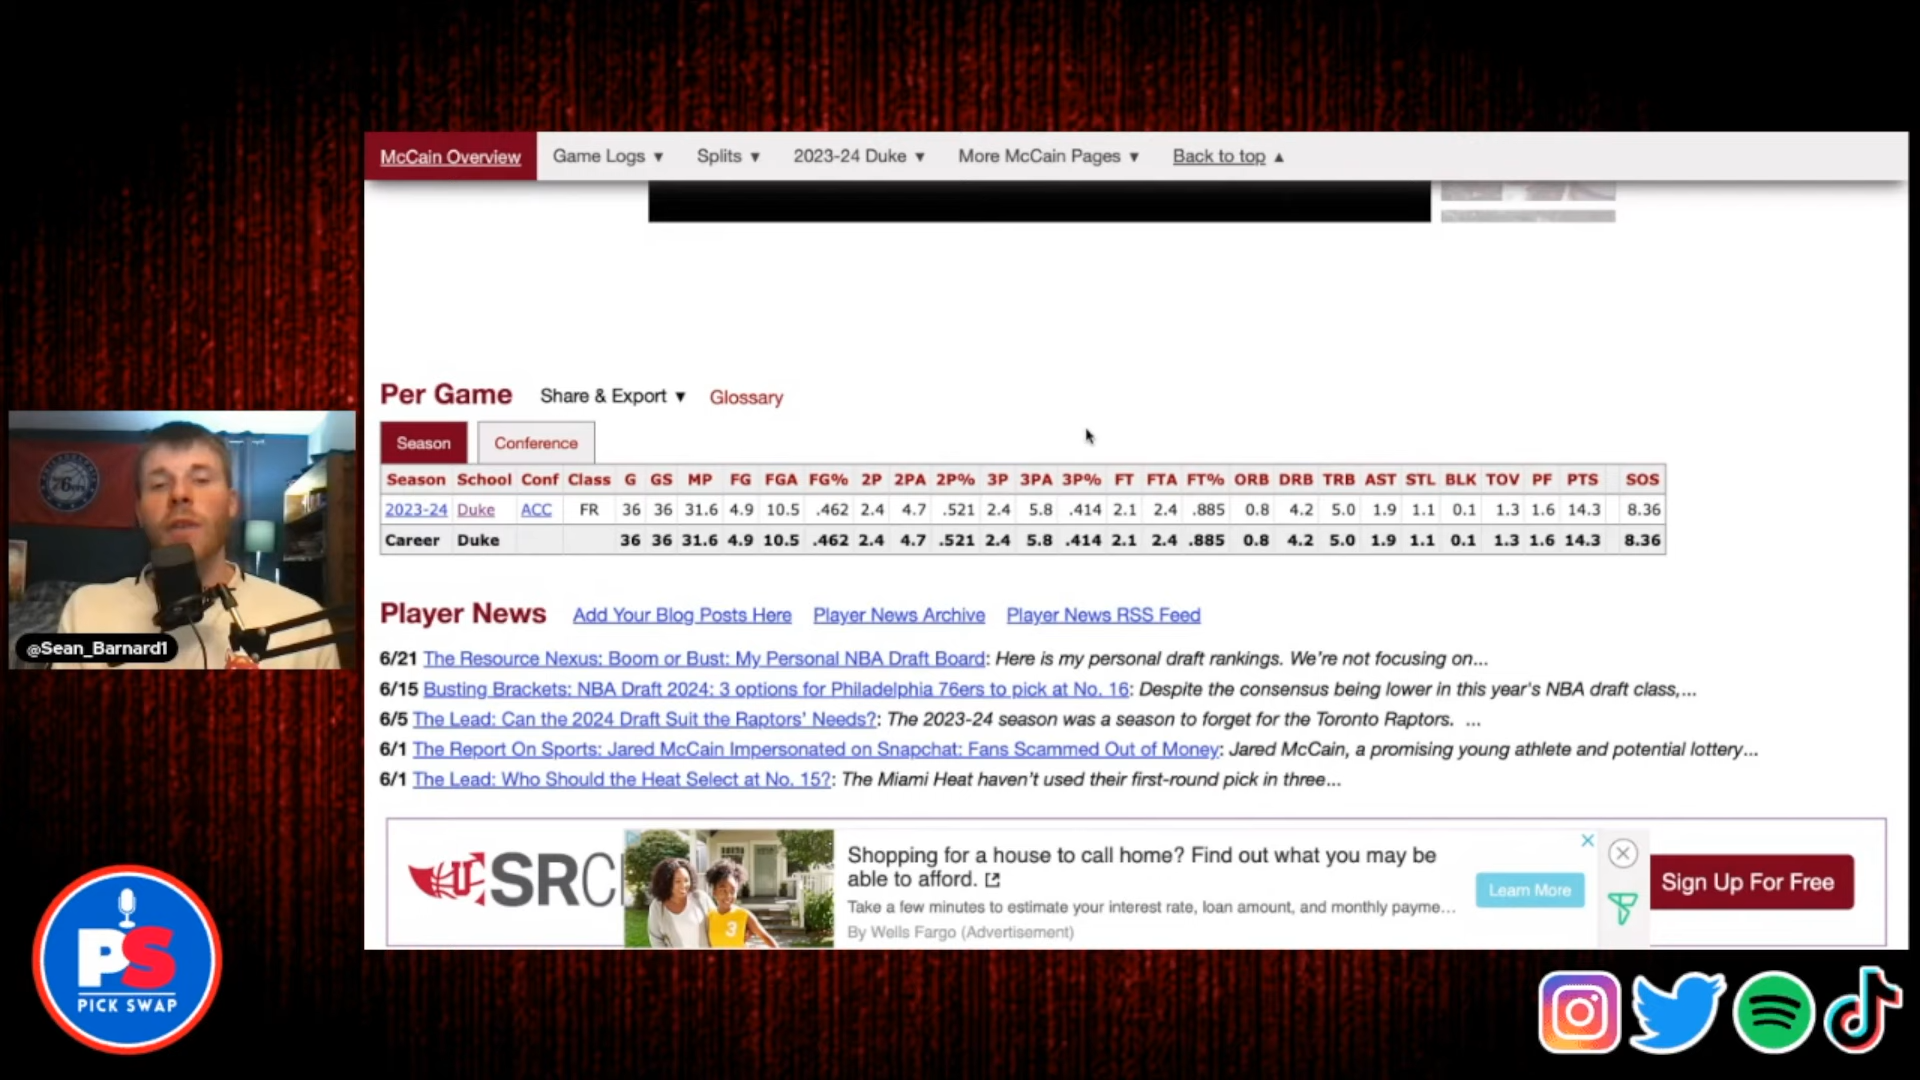 McCain Overview Game Logs ▼ Splits ▼ 2023-24 Duke ▼ More McCain Pages ▼ Back to top ▲
Per Game Share & Export ▼ Glossary
Season Conference
Season School Conf Class G GS MP FG FGA FG% 2P 2PA 2P% 3P 3PA 3P% FT FTA FT% ORB DRB TRB AST STL BLK TOV PF PTS SOS
2023-24 Duke ACC FR 36 36 31.6 4.9 10.5 .462 2.4 4.7 .521 2.4 5.8 .414 2.1 2.4 .885 0.8 4.2 5.0 1.9 1.1 0.1 1.3 1.6 14.3 8.36
Career Duke 36 36 31.6 4.9 10.5 .462 2.4 4.7 .521 2.4 5.8 .414 2.1 2.4 .885 0.8 4.2 5.0 1.9 1.1 0.1 1.3 1.6 14.3 8.36
Player News Add Your Blog Posts Here Player News Archive Player News RSS Feed
6/21 The Resource Nexus: Boom or Bust: My Personal NBA Draft Board: Here is my personal draft rankings. We're not focusing on...
6/15 Busting Brackets: NBA Draft 2024: 3 options for Philadelphia 76ers to pick at No. 16: Despite the consensus being lower in this year's NBA draft class,...
6/5 The Lead: Can the 2024 Draft Suit the Raptors' Needs?: The 2023-24 season was a season to forget for the Toronto Raptors. ...
6/1 The Report On Sports: Jared McCain Impersonated on Snapchat: Fans Scammed Out of Money: Jared McCain, a promising young athlete and potential lottery...
6/1 The Lead: Who Should the Heat Select at No. 15?: The Miami Heat haven't used their first-round pick in three...
SRC
3
Shopping for a house to call home? Find out what you may be
able to afford.
Take a few minutes to estimate your interest rate, loan amount, and monthly payme...
By Wells Fargo (Advertisement)
Learn More
Sign Up For Free
76ers
@Sean_Barnard1
PS
PICK SWAP